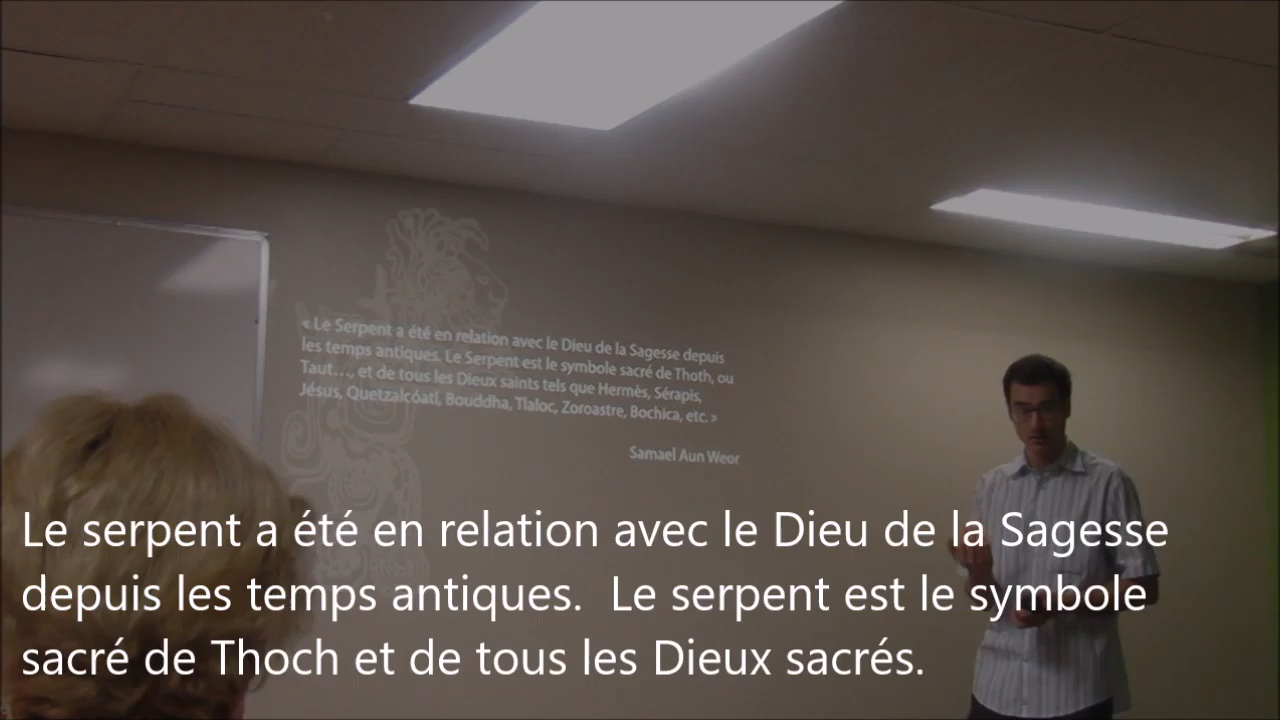 « Le Serpent a été en relation avec le Dieu de la Sagesse depuis
les temps antiques. Le Serpent est le symbole sacré de Thoth, ou
Taut..., et de tous les Dieux saints tels que Hermès, Sérapis,
Jésus, Quetzalcóatl, Bouddha, Tlaloc, Zoroastre, Bochica, etc. »
Samael Aun Weor
Le serpent a été en relation avec le Dieu de la Sagesse
depuis les temps antiques.  Le serpent est le symbole
sacré de Thoch et de tous les Dieux sacrés.